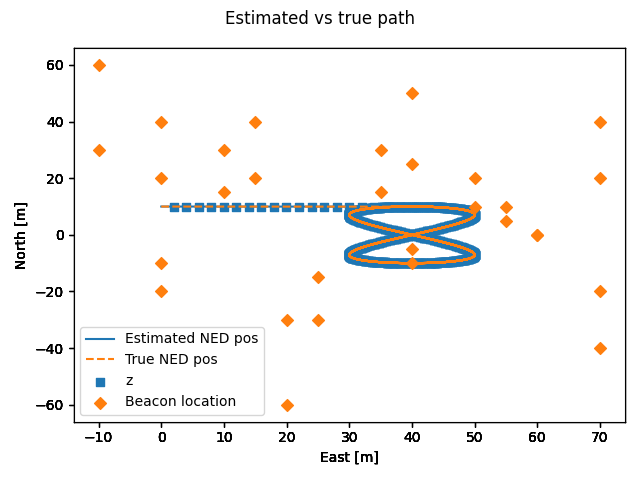 Estimated vs true path
North [m]
60
40
20
0
−20
−40
−60
Estimated NED pos
True NED pos
z
Beacon location
−10 0 10 20 30 40 50 60 70
East [m]